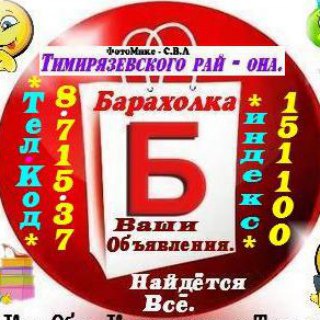 ФотоМикс - С.В.А
Тимирязевского рай - она.
Барахолка
*Тел.Код*
8.715.37
Б
*индекс*
151100
Ваши
Объявления.
Найдётся
Всё.